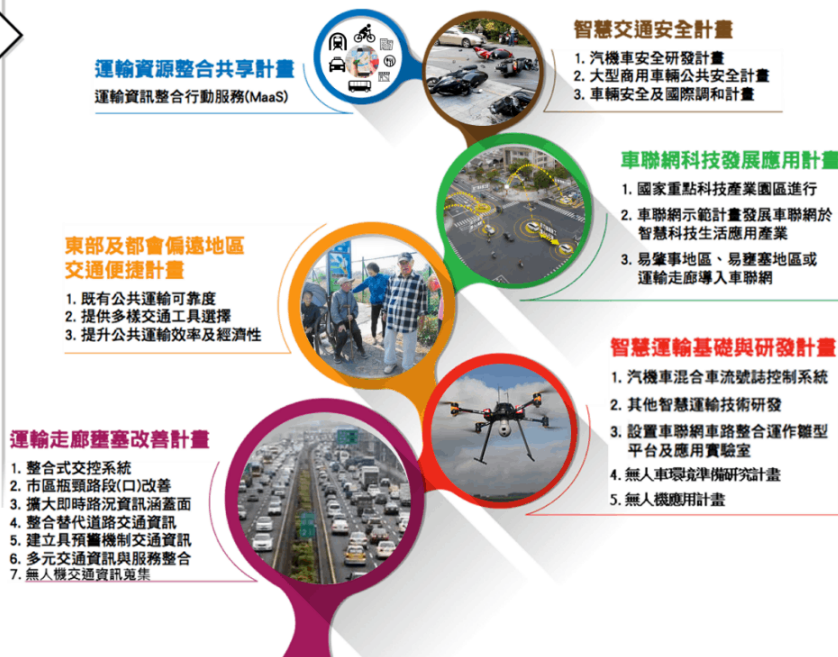 運輸資源整合共享計畫
運輸資訊整合行動服務(MaaS)
智慧交通安全計畫
1. 汽機車安全研發計畫
2. 大型商用車輛公共安全計畫
3. 車輛安全及國際調和計畫
車聯網科技發展應用計畫
1. 國家重點科技產業園區進行
2. 車聯網示範計畫發展車聯網於
智慧科技生活應用產業
3. 易肇事地區、易壅塞地區或
運輸走廊導入車聯網
東部及都會偏遠地區
交通便捷計畫
1. 既有公共運輸可靠度
2. 提供多樣交通工具選擇
3. 提升公共運輸效率及經濟性
智慧運輸基礎與研發計畫
1. 汽機車混合車流號誌控制系統
2. 其他智慧運輸技術研發
3. 設置車聯網車路整合運作雛型
平台及應用實驗室
4. 無人車環境準備研究計畫
5. 無人機應用計畫
運輸走廊壅塞改善計畫
1. 整合式交控系統
2. 市區瓶頸路段(口)改善
3. 擴大即時路況資訊涵蓋面
4. 整合替代道路交通資訊
5. 建立具預警機制交通資訊
6. 多元交通資訊與服務整合
7. 無人機交通資訊蒐集